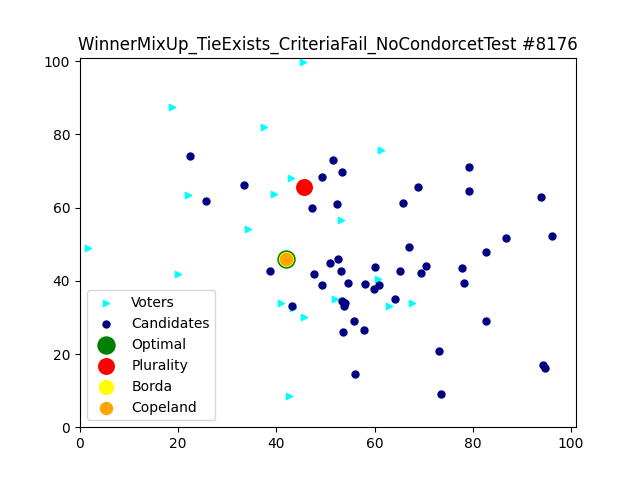 WinnerMixUp_TieExists_CriteriaFail_NoCondorcetTest #8176
100
80
60
40
20
0
Voters
Candidates
Optimal
Plurality
Borda
Copeland
0 20 40 60 80 100